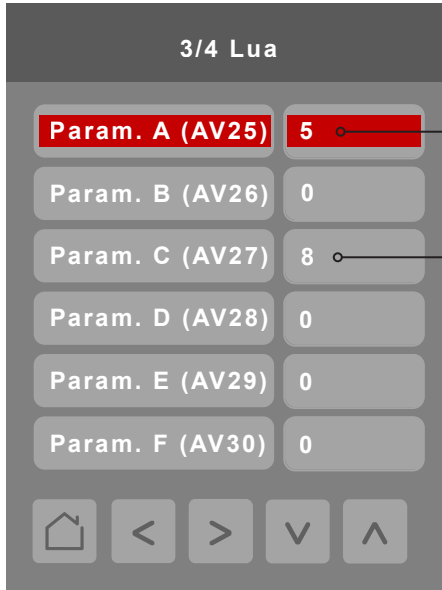 3/4 Lua
Param. A (AV25) 5
Param. B (AV26) 0
Param. C (AV27) 8
Param. D (AV28) 0
Param. E (AV29) 0
Param. F (AV30) 0